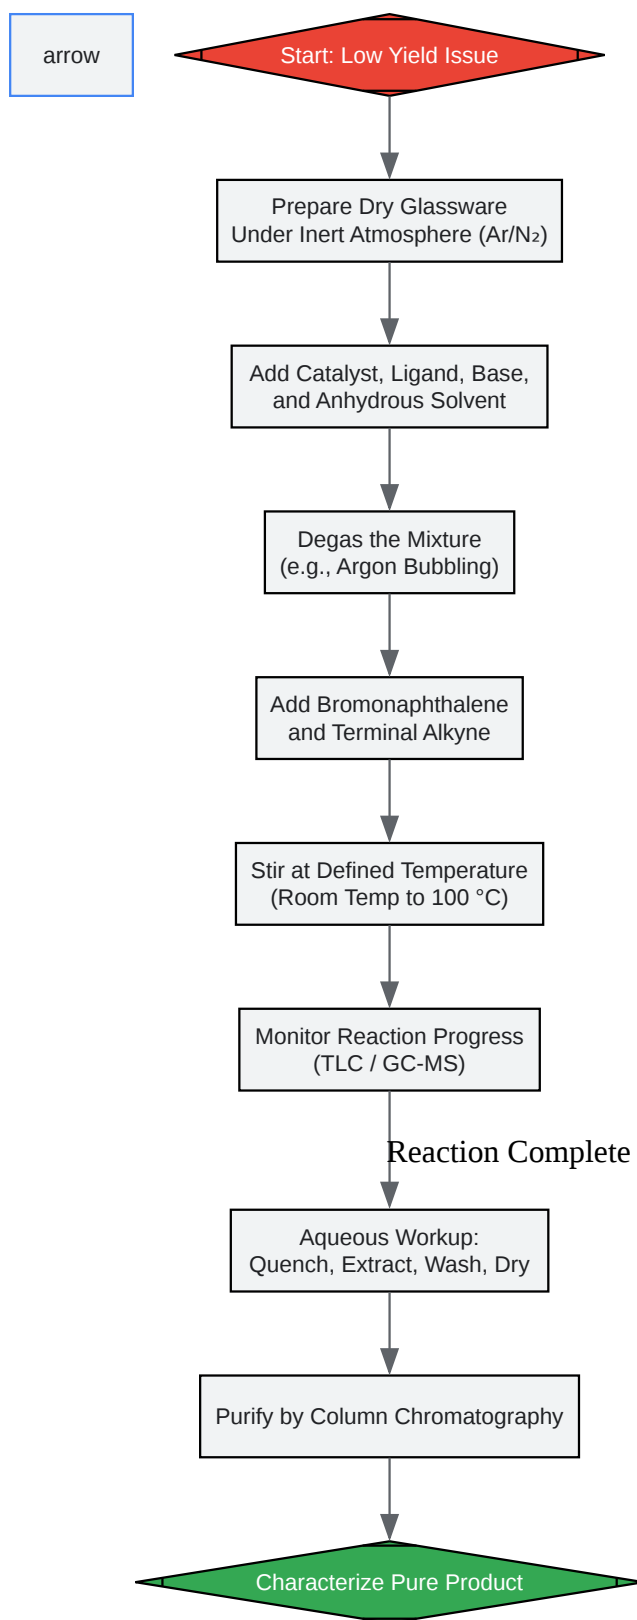 arrow
Start: Low Yield Issue
Prepare Dry Glassware
Under Inert Atmosphere (Ar/N₂)
Add Catalyst, Ligand, Base,
and Anhydrous Solvent
Degas the Mixture
(e.g., Argon Bubbling)
Add Bromonaphthalene
and Terminal Alkyne
Stir at Defined Temperature
(Room Temp to 100 °C)
Monitor Reaction Progress
(TLC / GC-MS)
Reaction Complete
Aqueous Workup:
Quench, Extract, Wash, Dry
Purify by Column Chromatography
Characterize Pure Product